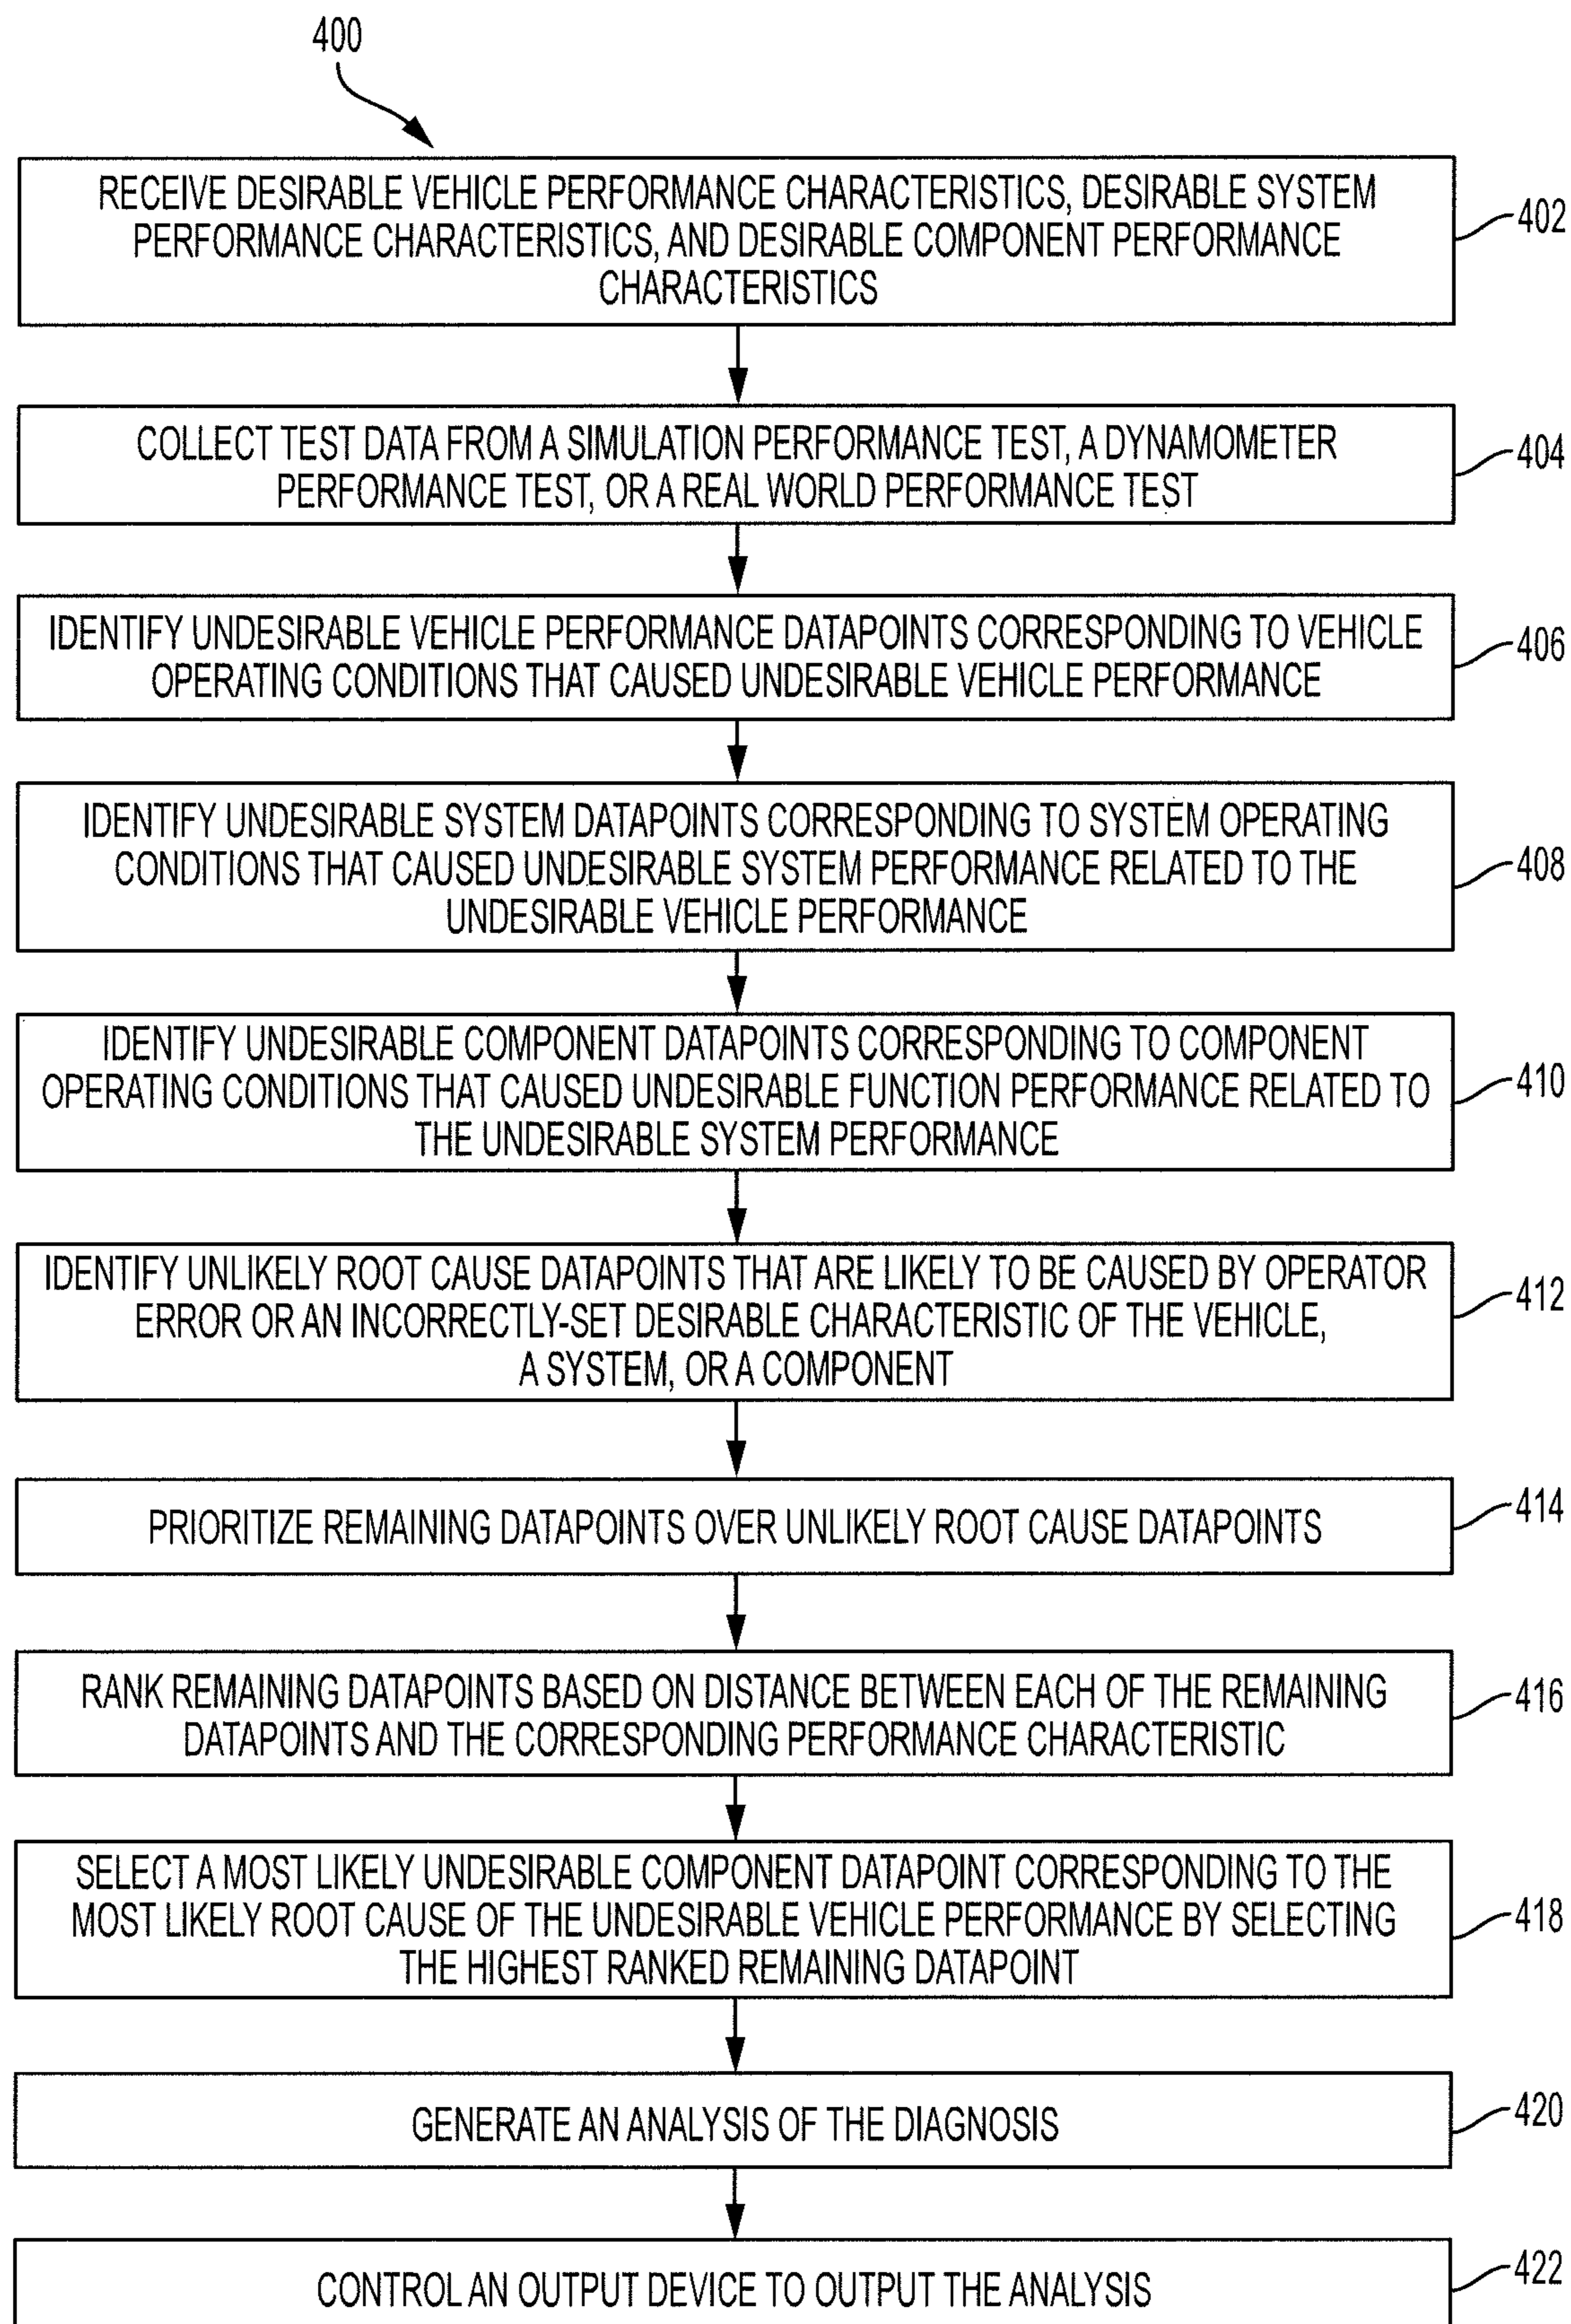 400
RECEIVE DESIRABLE VEHICLE PERFORMANCE CHARACTERISTICS, DESIRABLE SYSTEM
PERFORMANCE CHARACTERISTICS, AND DESIRABLE COMPONENT PERFORMANCE
CHARACTERISTICS
402
COLLECT TEST DATA FROM A SIMULATION PERFORMANCE TEST, A DYNAMOMETER
PERFORMANCE TEST, OR A REAL WORLD PERFORMANCE TEST
404
IDENTIFY UNDESIRABLE VEHICLE PERFORMANCE DATAPOINTS CORRESPONDING TO VEHICLE
OPERATING CONDITIONS THAT CAUSED UNDESIRABLE VEHICLE PERFORMANCE
406
IDENTIFY UNDESIRABLE SYSTEM DATAPOINTS CORRESPONDING TO SYSTEM OPERATING
CONDITIONS THAT CAUSED UNDESIRABLE SYSTEM PERFORMANCE RELATED TO THE
UNDESIRABLE VEHICLE PERFORMANCE
408
IDENTIFY UNDESIRABLE COMPONENT DATAPOINTS CORRESPONDING TO COMPONENT
OPERATING CONDITIONS THAT CAUSED UNDESIRABLE FUNCTION PERFORMANCE RELATED TO
THE UNDESIRABLE SYSTEM PERFORMANCE
410
IDENTIFY UNLIKELY ROOT CAUSE DATAPOINTS THAT ARE LIKELY TO BE CAUSED BY OPERATOR
ERROR OR AN INCORRECTLY-SET DESIRABLE CHARACTERISTIC OF THE VEHICLE,
A SYSTEM, OR A COMPONENT
412
PRIORITIZE REMAINING DATAPOINTS OVER UNLIKELY ROOT CAUSE DATAPOINTS
414
RANK REMAINING DATAPOINTS BASED ON DISTANCE BETWEEN EACH OF THE REMAINING
DATAPOINTS AND THE CORRESPONDING PERFORMANCE CHARACTERISTIC
416
SELECT A MOST LIKELY UNDESIRABLE COMPONENT DATAPOINT CORRESPONDING TO THE
MOST LIKELY ROOT CAUSE OF THE UNDESIRABLE VEHICLE PERFORMANCE BY SELECTING
THE HIGHEST RANKED REMAINING DATAPOINT
418
GENERATE AN ANALYSIS OF THE DIAGNOSIS
420
CONTROL AN OUTPUT DEVICE TO OUTPUT THE ANALYSIS
422